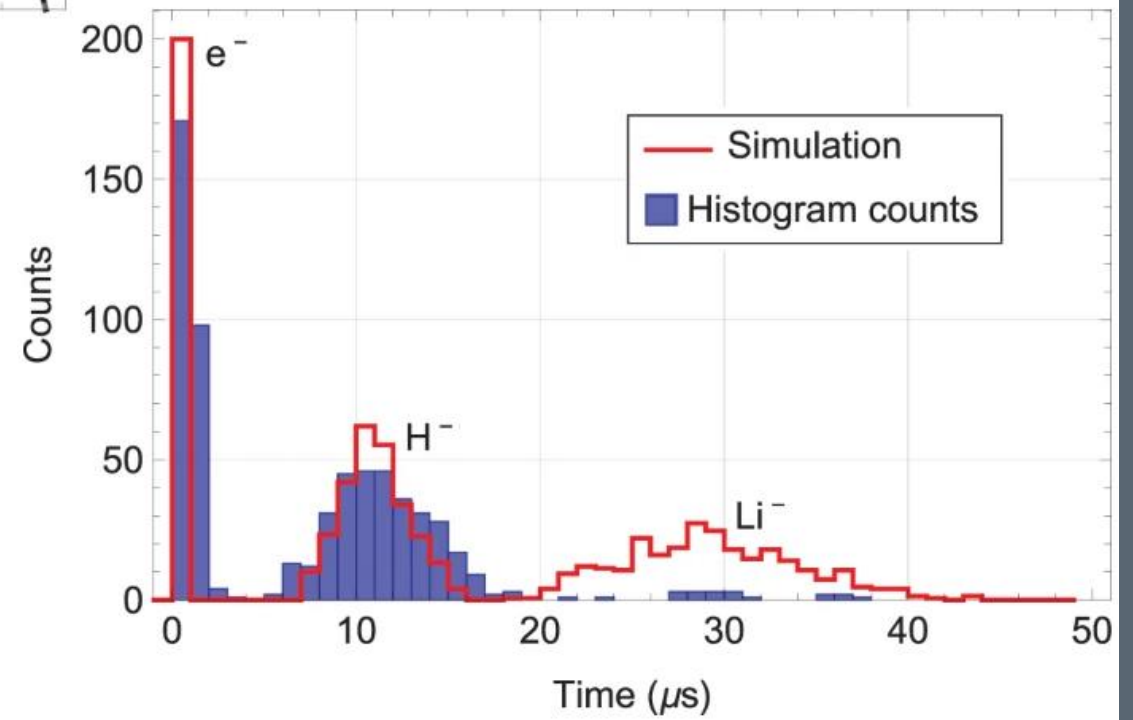 200
150
100
50
0
Counts
e⁻
H⁻
Li⁻
Simulation
Histogram counts
0 10 20 30 40 50
Time (μs)